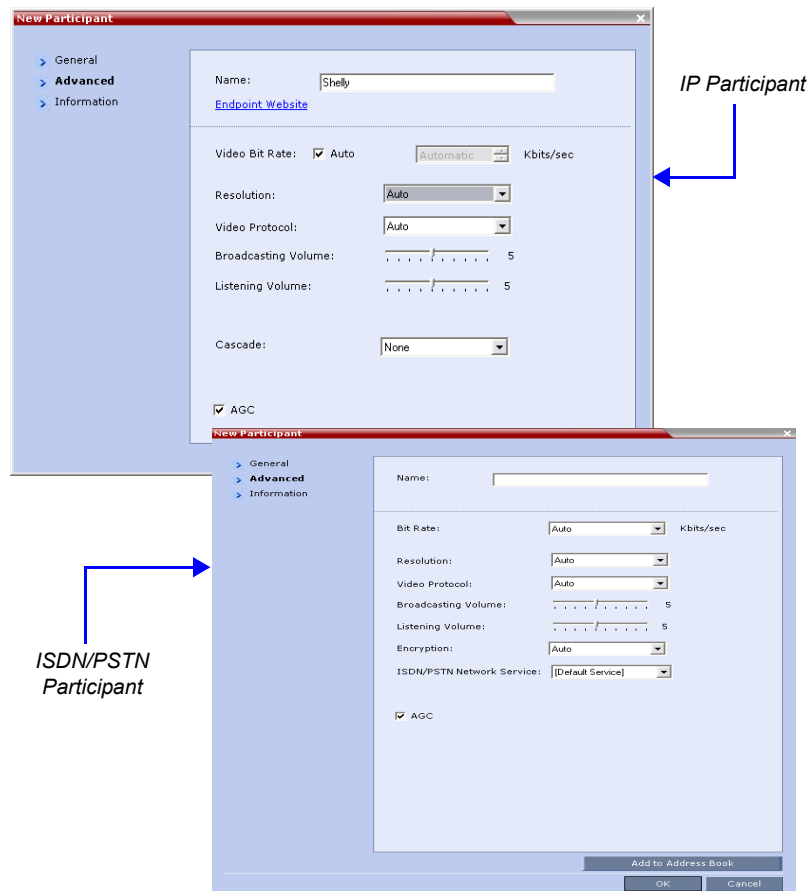 New Participant
General
Advanced
Information
Name: Shelly
Endpoint Website
Video Bit Rate: Auto Automatic Kbits/sec
Resolution: Auto
Video Protocol: Auto
Broadcasting Volume: 5
Listening Volume: 5
Cascade: None
AGC
IP Participant
New Participant
General
Advanced
Information
Name:
Bit Rate: Auto Kbits/sec
Resolution: Auto
Video Protocol: Auto
Broadcasting Volume: 5
Listening Volume: 5
Encryption: Auto
ISDN/PSTN Network Service: [Default Service]
AGC
Add to Address Book
OK Cancel
ISDN/PSTN
Participant